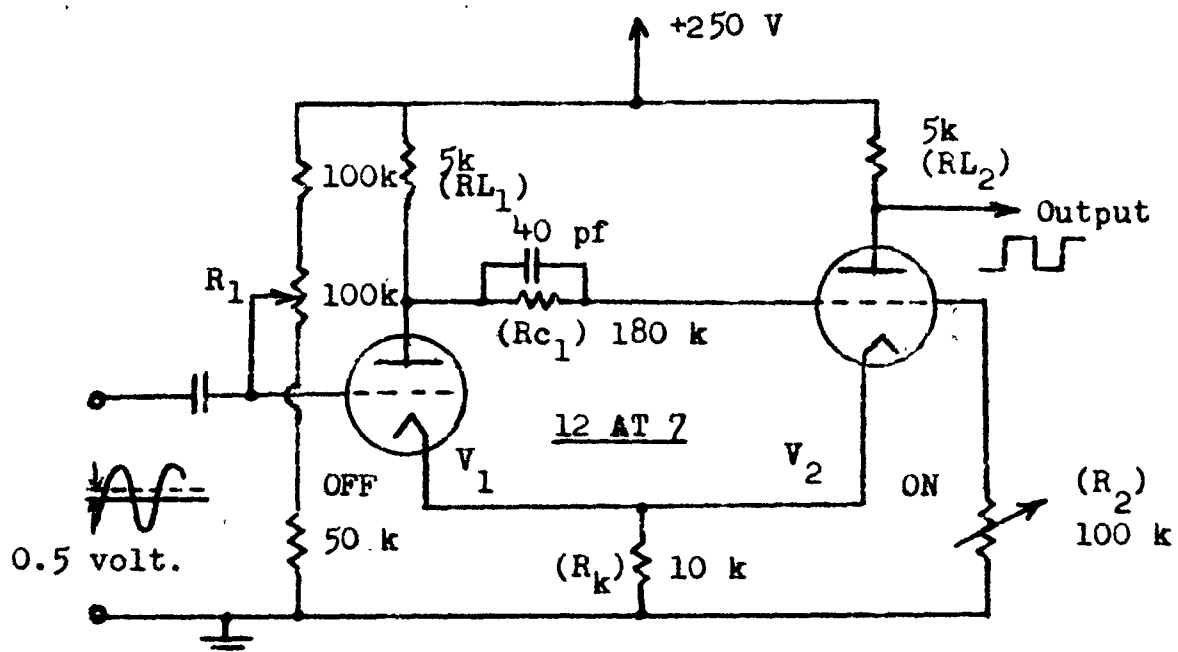 +250 V
100k
5k
(RL1)
5k
(RL2)
Output
40 pf
R1
100k
(Rc1) 180 k
12 AT 7
V1
V2
OFF
ON
(R2)
100 k
50 k
0.5 volt.
(Rk)
10 k